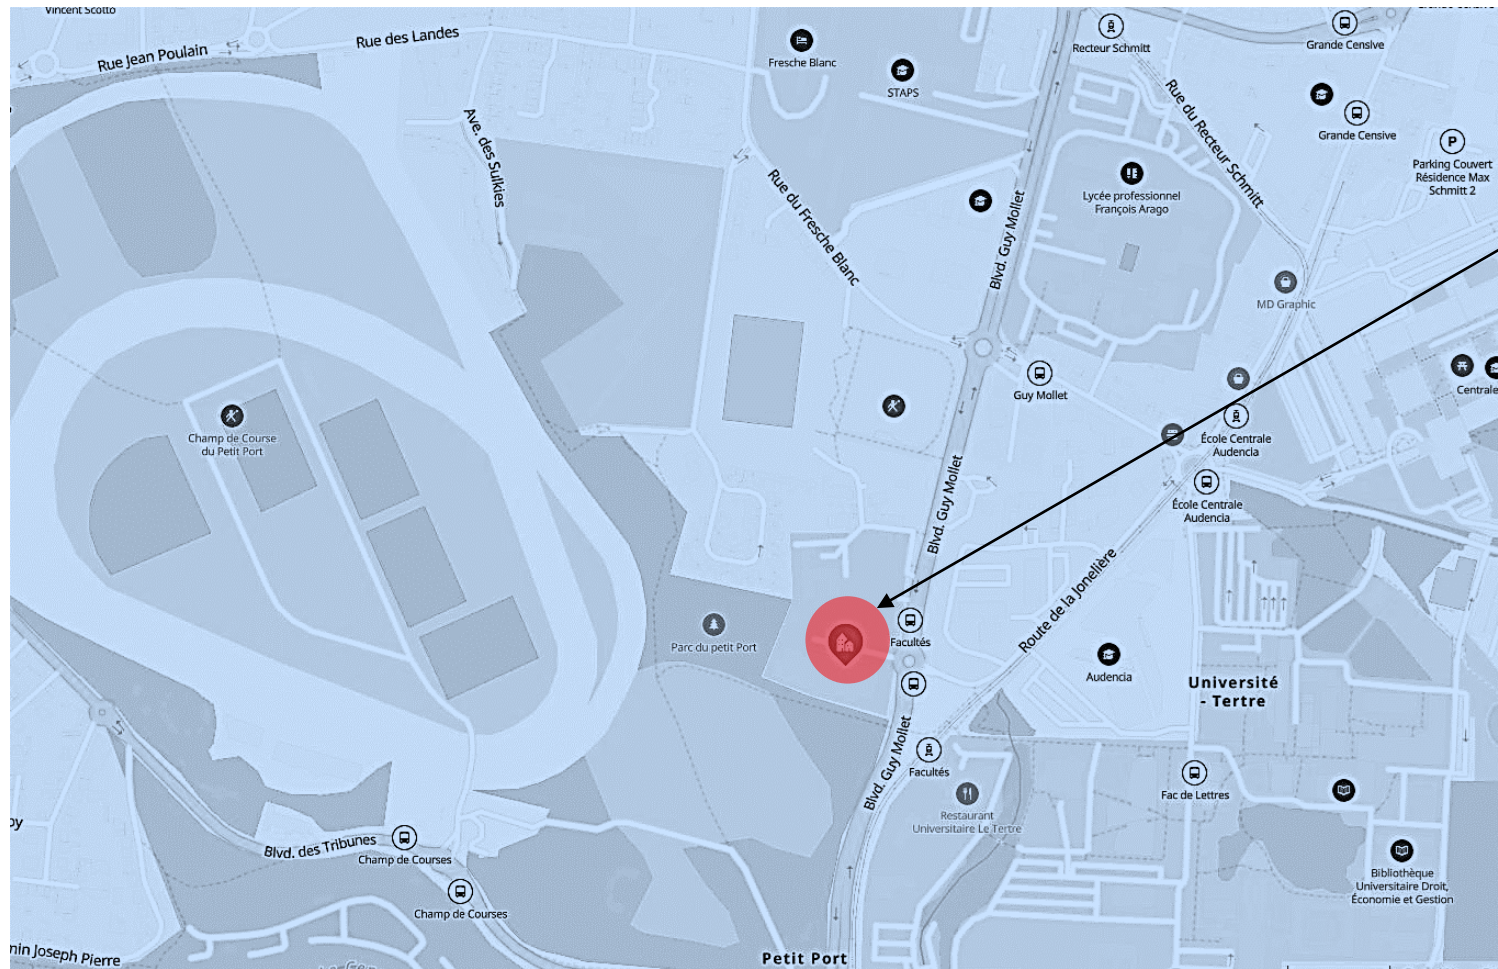 Vincent Scotto
Rue Jean Poulain
Rue des Landes
Fresche Blanc
STAPS
Recteur Schmitt
Grande Censive
Grande Censive
Rue du Recteur Schmitt
P
Parking Couvert
Résidence Max
Schmitt 2
Ave. des Sulkies
Rue du Fresche Blanc
Blvd. Guy Mollet
Lycée professionnel
François Arago
MD Graphic
Guy Mollet
Centrale
Champ de Course
du Petit Port
École Centrale
Audencia
École Centrale
Audencia
Blvd. Guy Mollet
Route de la Jonelière
Parc du petit Port
Facultés
Audencia
Université
- Tertre
Blvd. Guy Mollet
Facultés
Restaurant
Universitaire Le Tertre
Fac de Lettres
Blvd. des Tribunes
Champ de Courses
Champ de Courses
Bibliothèque
Universitaire Droit,
Économie et Gestion
Joseph Pierre
Petit Port